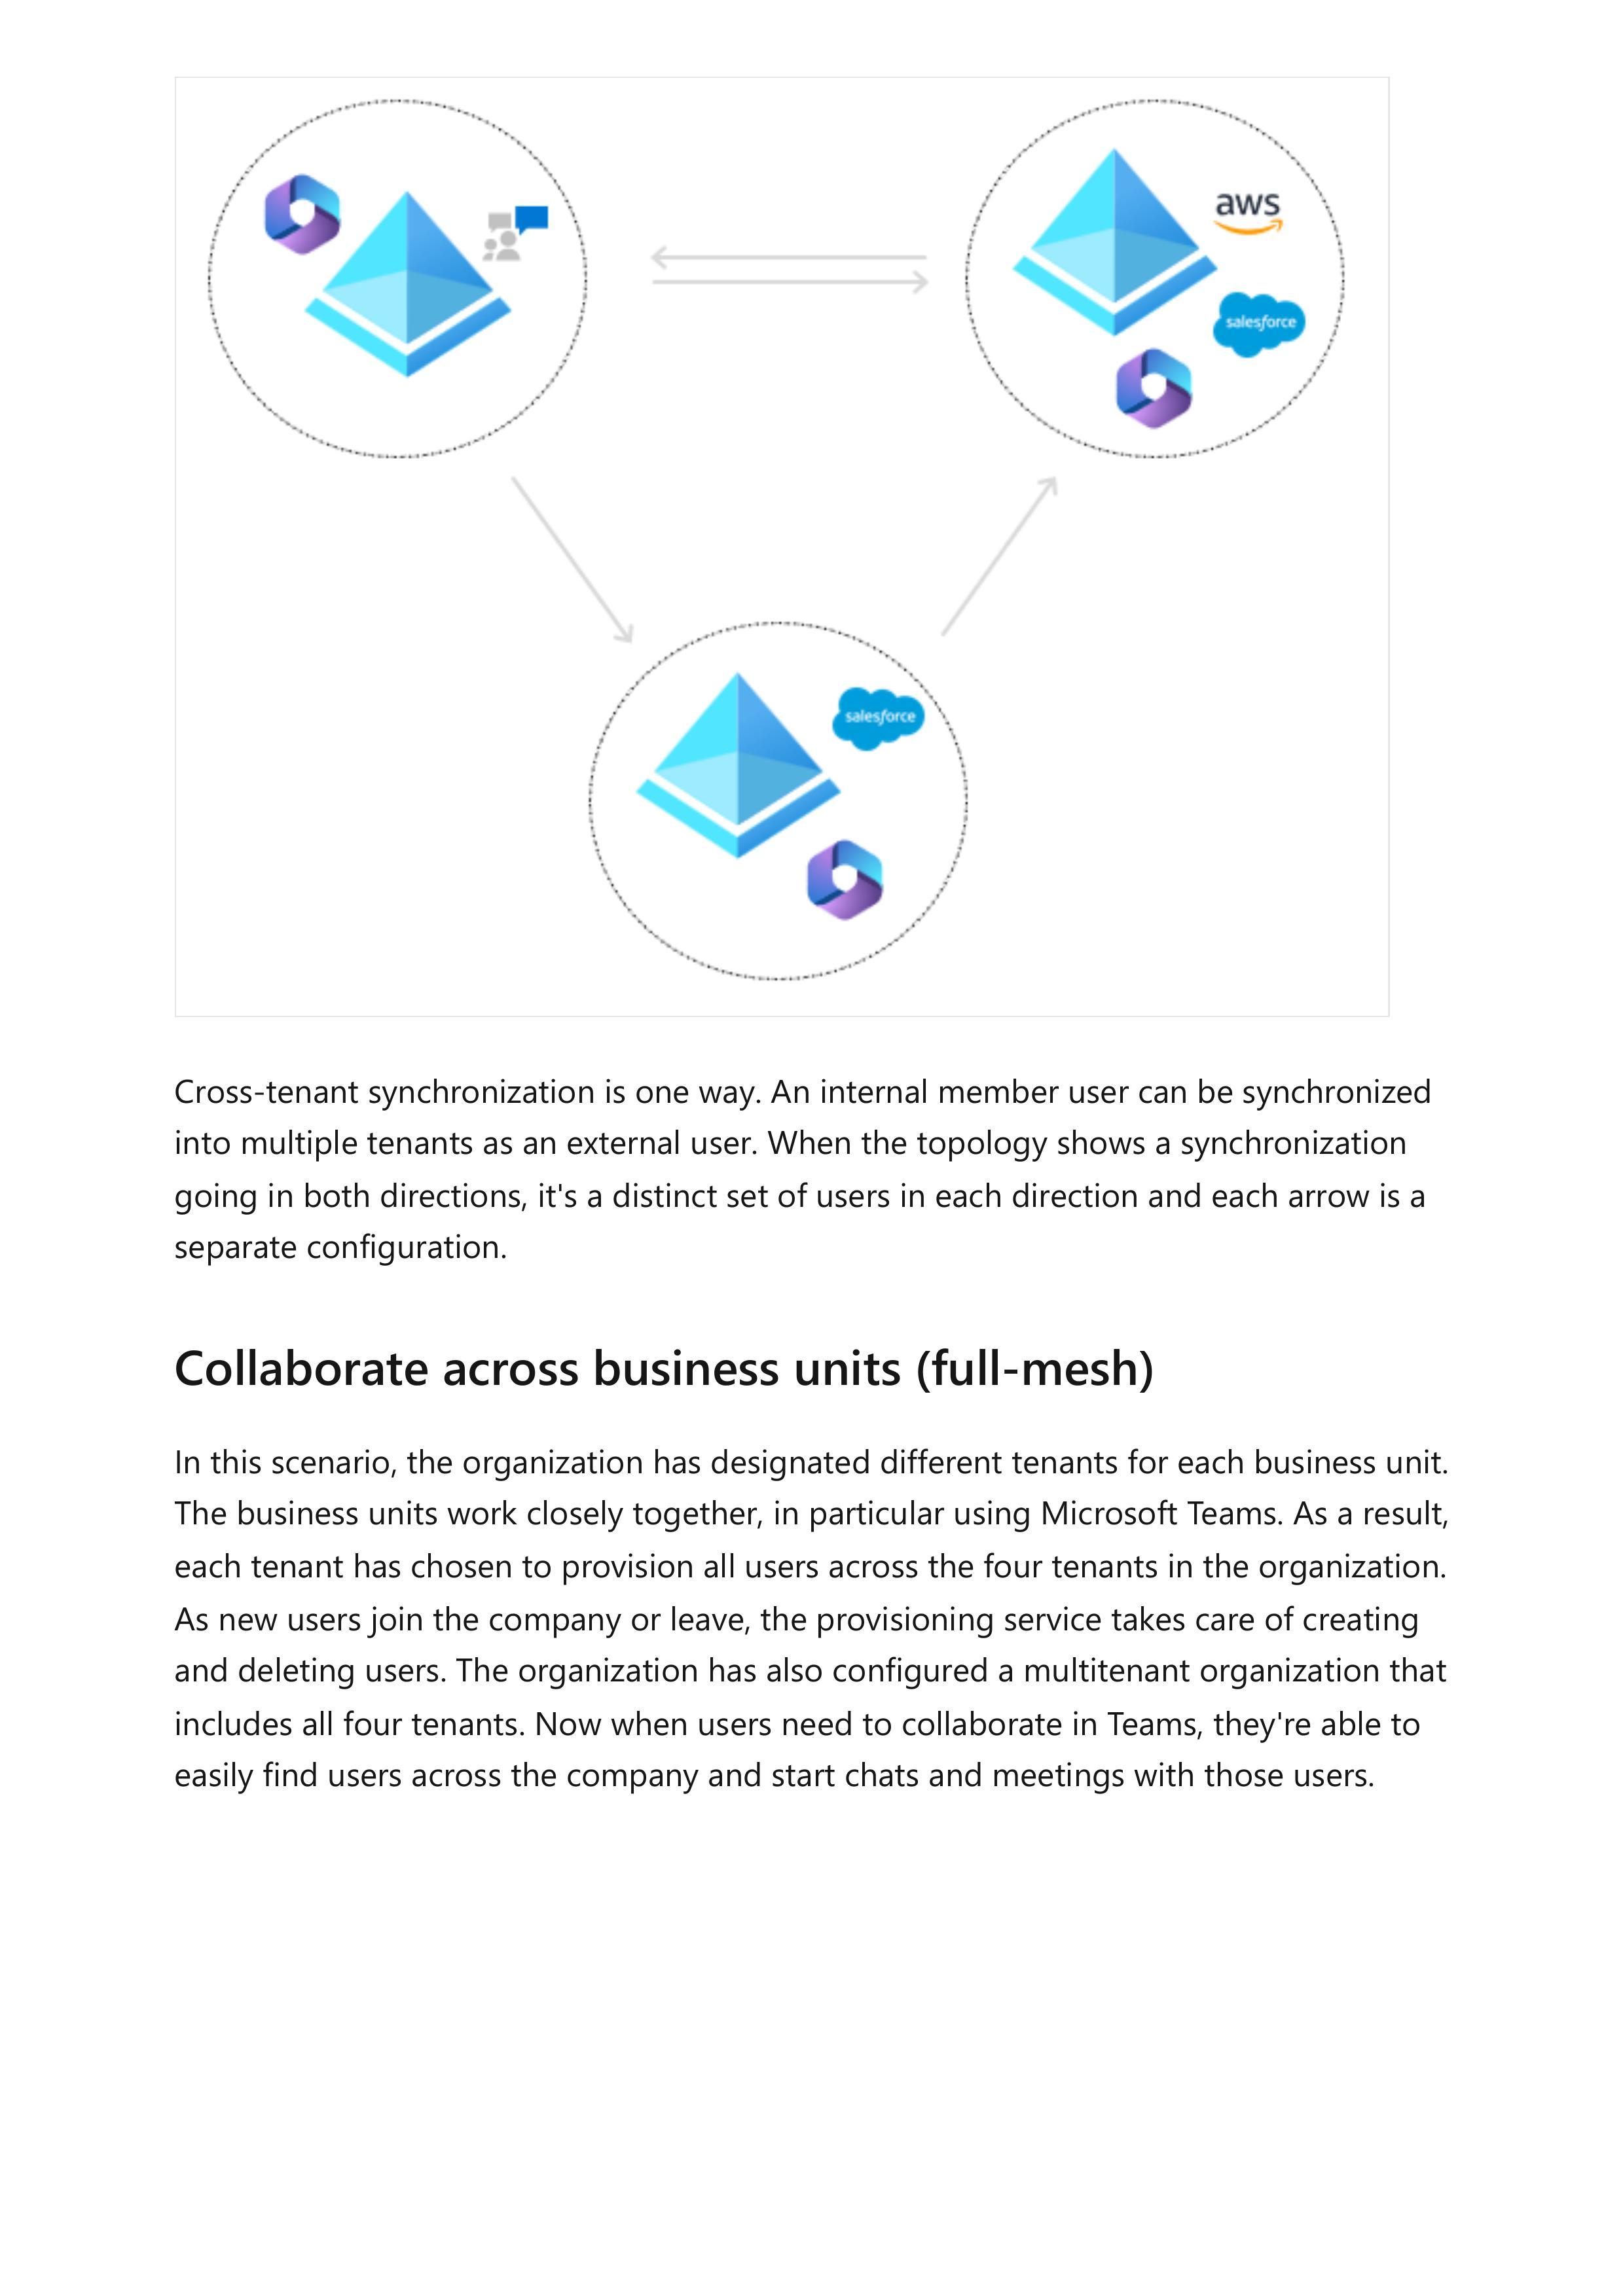 aws
salesforce
salesforce
Cross-tenant synchronization is one way. An internal member user can be synchronized
into multiple tenants as an external user. When the topology shows a synchronization
going in both directions, it's a distinct set of users in each direction and each arrow is a
separate configuration.
Collaborate across business units (full-mesh)
In this scenario, the organization has designated different tenants for each business unit.
The business units work closely together, in particular using Microsoft Teams. As a result,
each tenant has chosen to provision all users across the four tenants in the organization.
As new users join the company or leave, the provisioning service takes care of creating
and deleting users. The organization has also configured a multitenant organization that
includes all four tenants. Now when users need to collaborate in Teams, they're able to
easily find users across the company and start chats and meetings with those users.